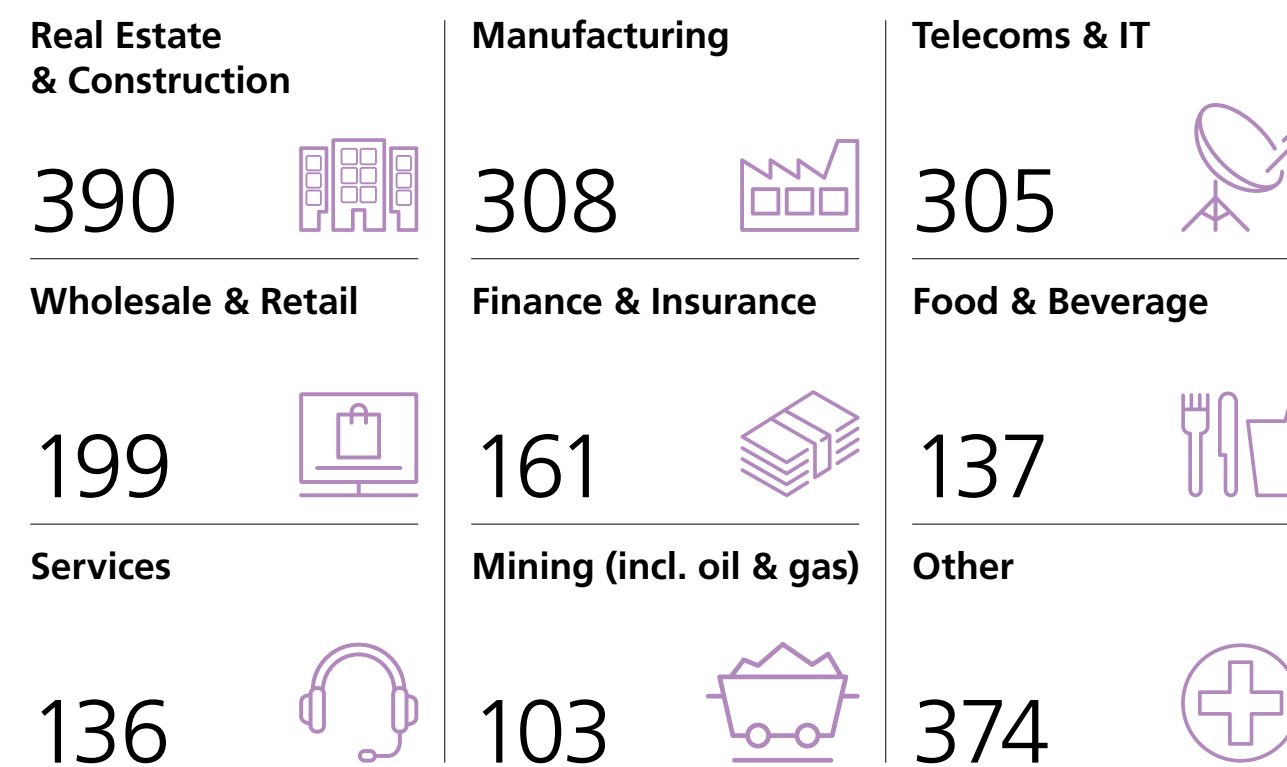 Real Estate
& Construction
390
Manufacturing
308
Telecoms & IT
305
Wholesale & Retail
199
Finance & Insurance
161
Food & Beverage
137
Services
136
Mining (incl. oil & gas)
103
Other
374